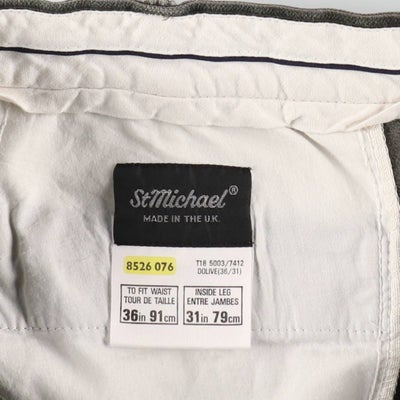 StMichael®
MADE IN THE U.K.
8526 076
T18 5003/7412
DOLIVE(36/31)
TO FIT WAIST
TOUR DE TAILLE
36in 91cm
INSIDE LEG
ENTRE JAMBES
31in 79cm